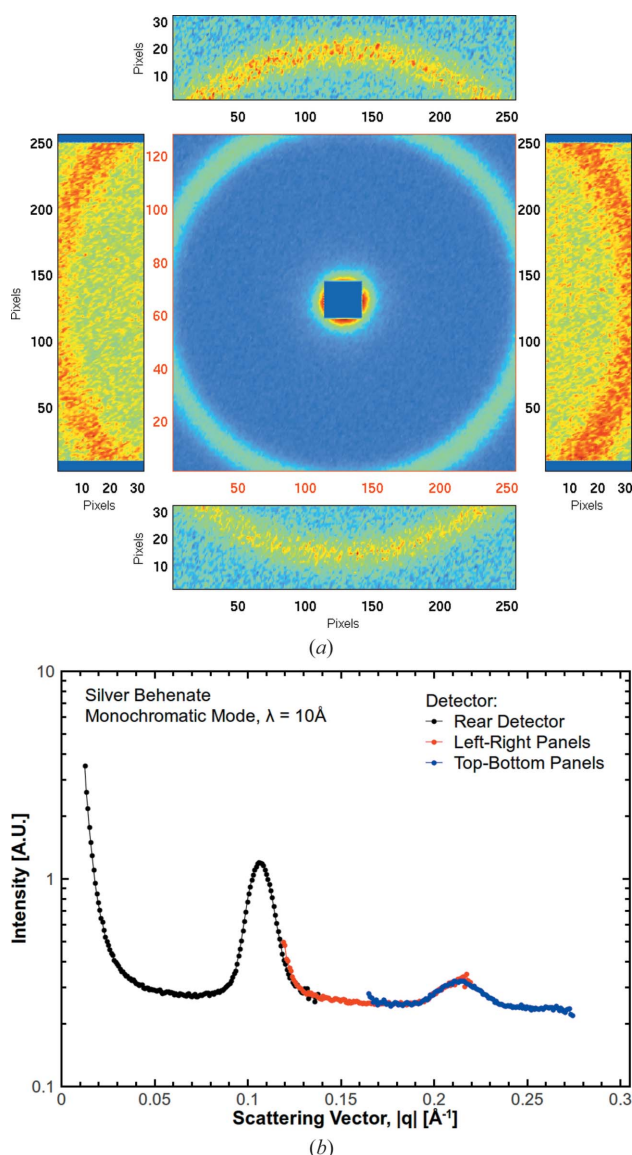 30
20
10
Pixels
50 100 150 200 250
250
200
150
100
50
Pixels
10 20 30
Pixels
120
100
80
60
40
20
50 100 150 200 250
250
200
150
100
50
Pixels
10 20 30
Pixels
30
20
10
Pixels
50 100 150 200 250
Pixels
(a)
10
1
0.1
Intensity [A.U.]
Silver Behenate
Monochromatic Mode, λ = 10Å
Detector:
Rear Detector
Left-Right Panels
Top-Bottom Panels
0 0.05 0.10 0.15 0.20 0.25 0.3
Scattering Vector, |q| [Å⁻¹]
(b)